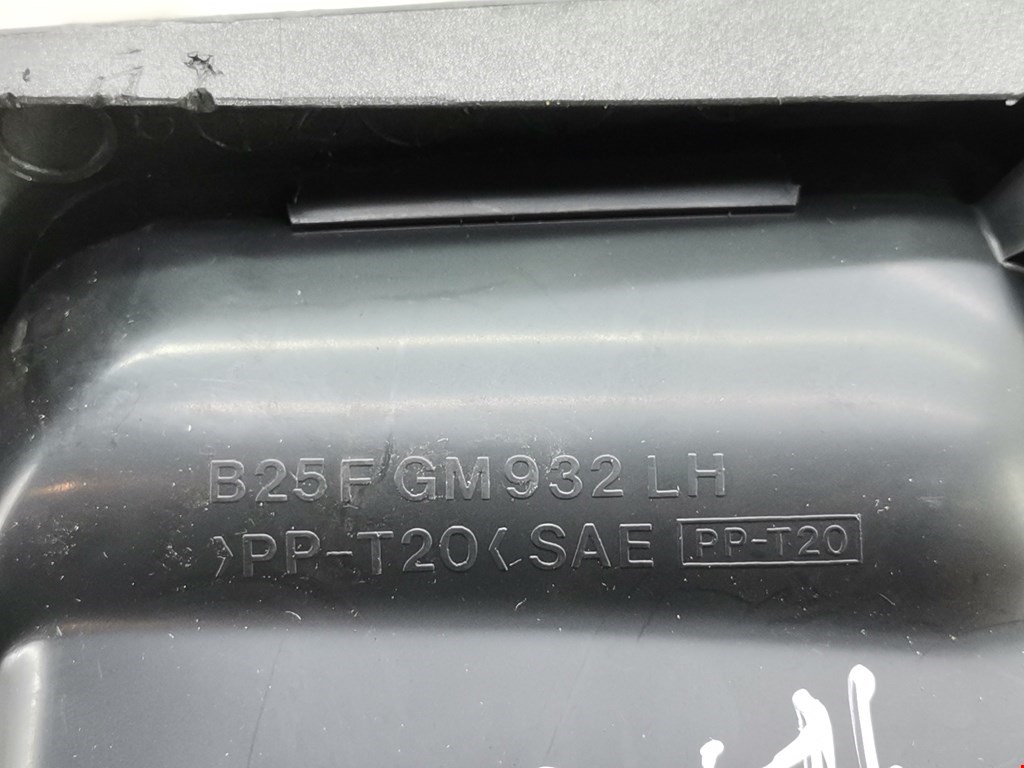 B25F GM932 LH
>PP-T20< SAE PP-T20